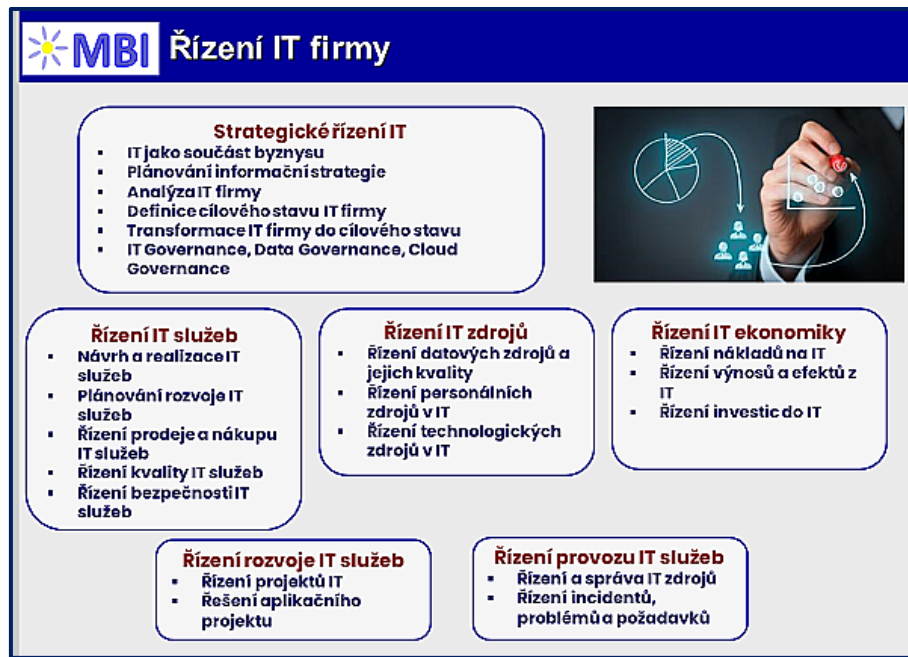 MBI Řízení IT firmy
Strategické řízení IT
▪ IT jako součást byznysu
▪ Plánování informační strategie
▪ Analýza IT firmy
▪ Definice cílového stavu IT firmy
▪ Transformace IT firmy do cílového stavu
▪ IT Governance, Data Governance, Cloud
Governance
Řízení IT služeb
▪ Návrh a realizace IT
služeb
▪ Plánování rozvoje IT
služeb
▪ Řízení prodeje a nákupu
IT služeb
▪ Řízení kvality IT služeb
▪ Řízení bezpečnosti IT
služeb
Řízení IT zdrojů
▪ Řízení datových zdrojů a
jejich kvality
▪ Řízení personálních
zdrojů v IT
▪ Řízení technologických
zdrojů v IT
Řízení IT ekonomiky
▪ Řízení nákladů na IT
▪ Řízení výnosů a efektů z
IT
▪ Řízení investic do IT
Řízení rozvoje IT služeb
▪ Řízení projektů IT
▪ Řešení aplikačního
projektu
Řízení provozu IT služeb
▪ Řízení a správa IT zdrojů
▪ Řízení incidentů,
problémů a požadavků